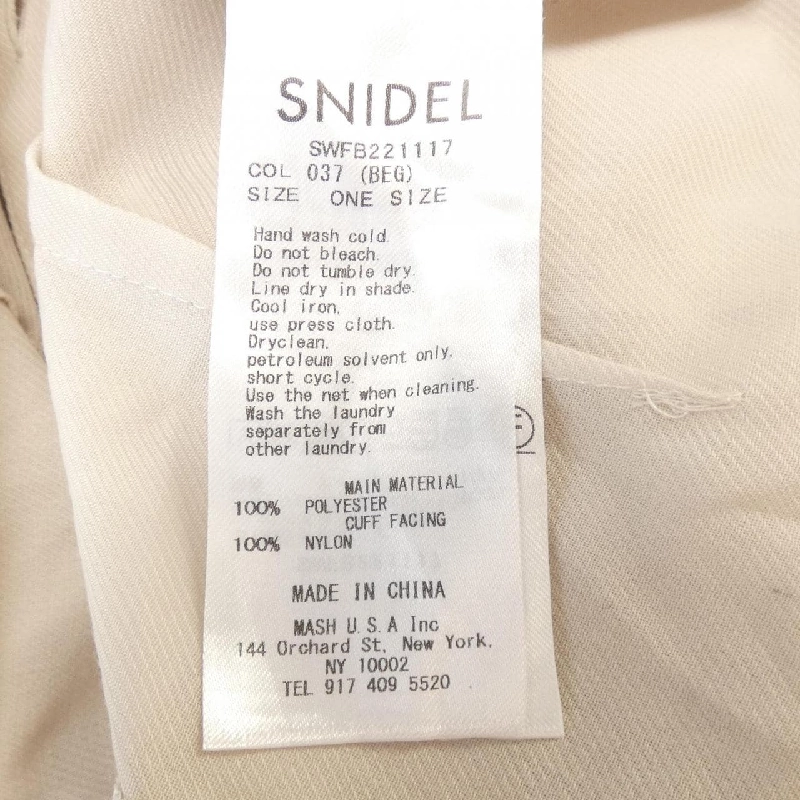 SNIDEL
SWFB221117
COL 037 (BEG)
SIZE ONE SIZE
Hand wash cold.
Do not bleach.
Do not tumble dry.
Line dry in shade.
Cool iron,
use press cloth.
Dryclean,
petroleum solvent only,
short cycle.
Use the net when cleaning.
Wash the laundry
separately from
other laundry.
MAIN MATERIAL
100% POLYESTER
CUFF FACING
100% NYLON
MADE IN CHINA
MASH U.S.A Inc
144 Orchard St, New York,
NY 10002
TEL 917 409 5520